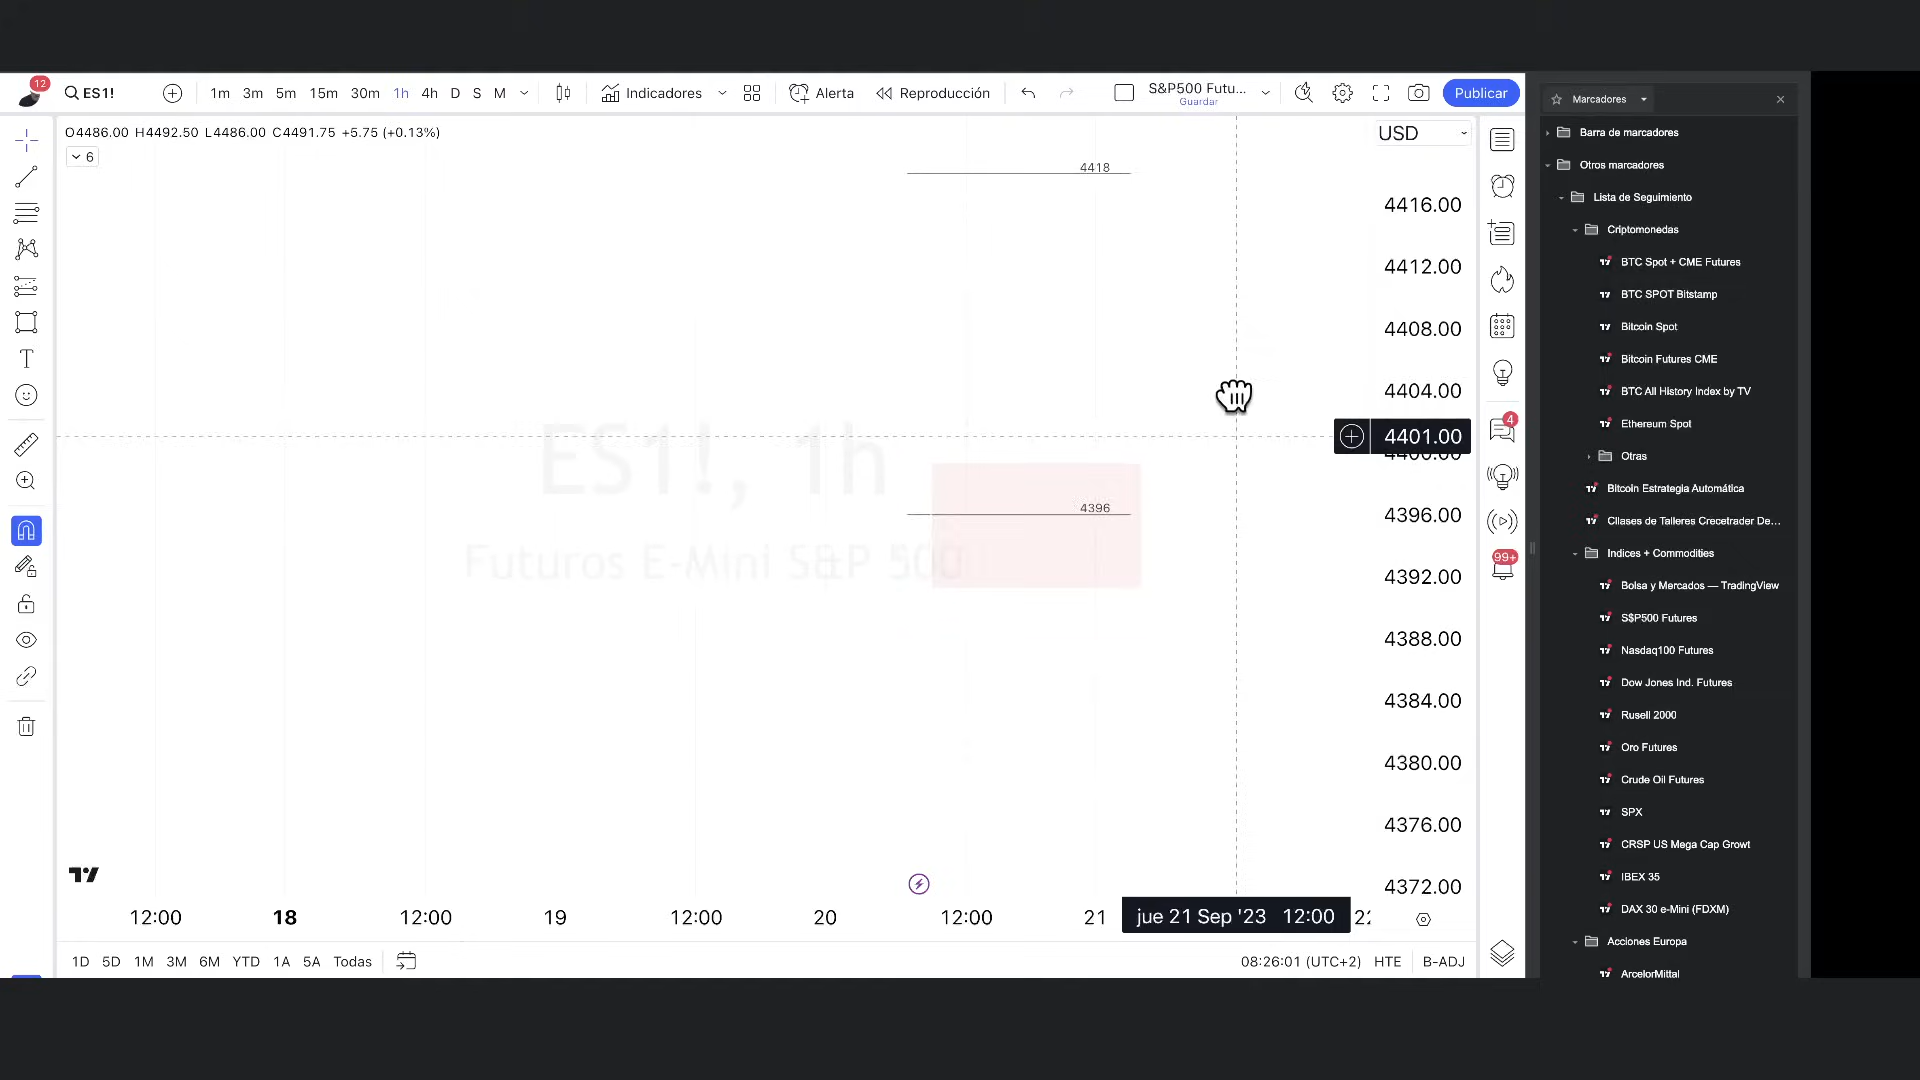 12
ES1!
1m 3m 5m 15m 30m 1h 4h D S M
Indicadores
Alerta
Reproducción
S&P500 Futu...
Guardar
Publicar
O4486.00 H4492.50 L4486.00 C4491.75 +5.75 (+0.13%)
6
USD
4418
4416.00
4412.00
4408.00
4404.00
4401.00
4400.00
4396
4396.00
4392.00
4388.00
4384.00
4380.00
4376.00
4372.00
ES1!, 1h
Futuros E-Mini S&P 500
12:00 18 12:00 19 12:00 20 12:00 21
jue 21 Sep '23 12:00
1D 5D 1M 3M 6M YTD 1A 5A Todas
08:26:01 (UTC+2) HTE B-ADJ
4
99+
Marcadores
Barra de marcadores
Otros marcadores
Lista de Seguimiento
Criptomonedas
BTC Spot + CME Futures
BTC SPOT Bitstamp
Bitcoin Spot
Bitcoin Futures CME
BTC All History Index by TV
Ethereum Spot
Otras
Bitcoin Estrategia Automática
Cllases de Talleres Crecetrader De...
Indices + Commodities
Bolsa y Mercados — TradingView
S$P500 Futures
Nasdaq100 Futures
Dow Jones Ind. Futures
Rusell 2000
Oro Futures
Crude Oil Futures
SPX
CRSP US Mega Cap Growt
IBEX 35
DAX 30 e-Mini (FDXM)
Acciones Europa
ArcelorMittal